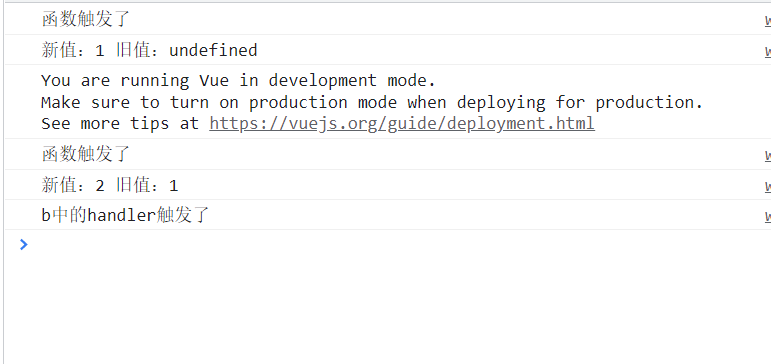 函数触发了
新值：1 旧值：undefined
You are running Vue in development mode.
Make sure to turn on production mode when deploying for production.
See more tips at https://vuejs.org/guide/deployment.html
函数触发了
新值：2 旧值：1
b中的handler触发了